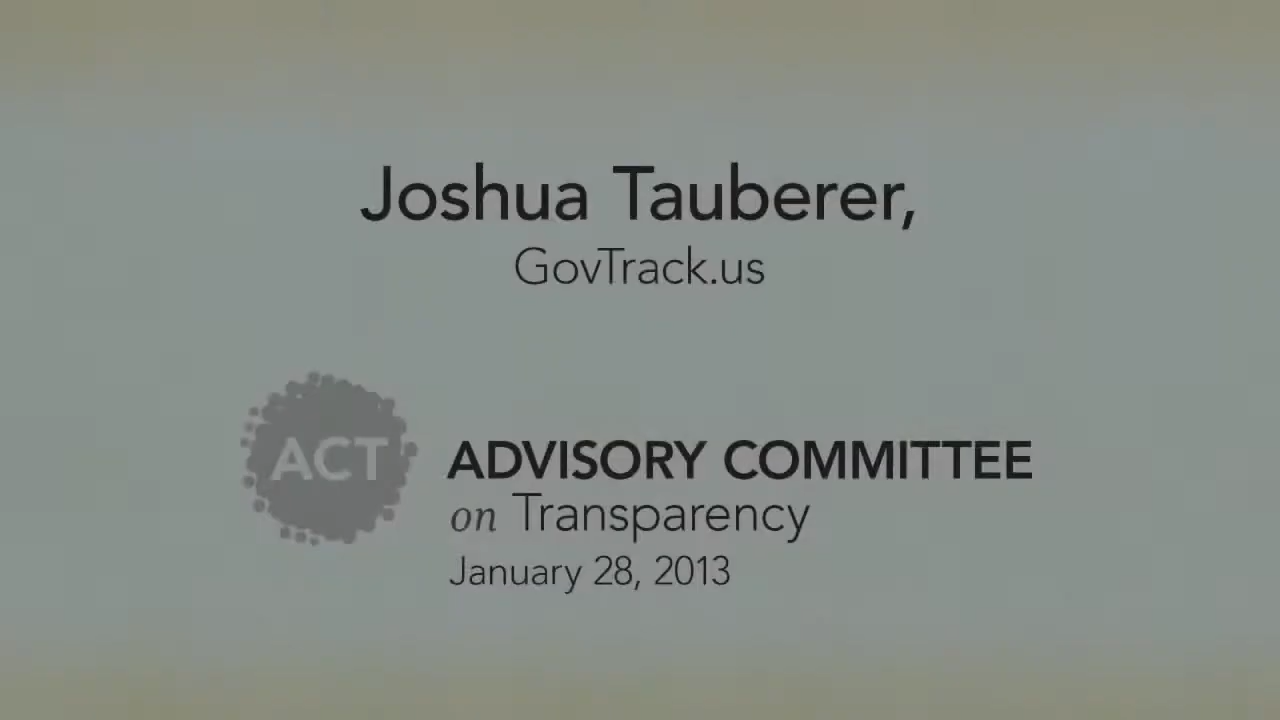 Joshua Tauberer,
GovTrack.us
ACT
ADVISORY COMMITTEE
on Transparency
January 28, 2013